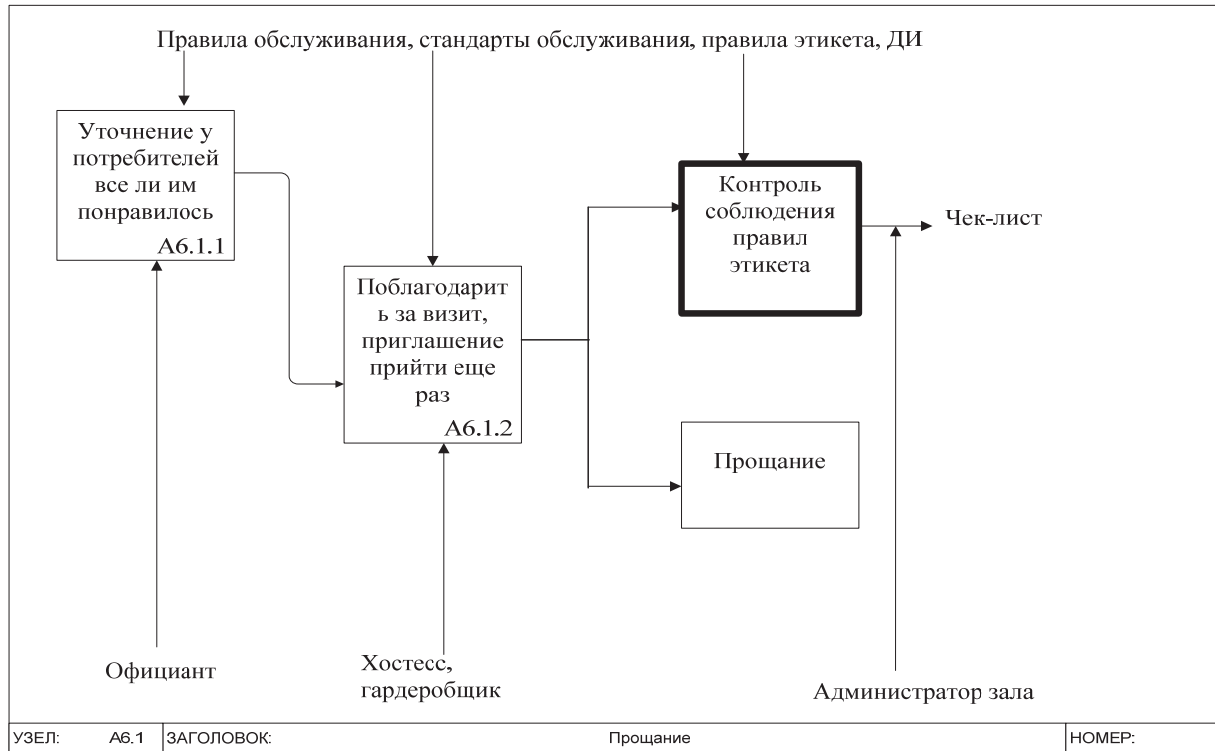 Правила обслуживания, стандарты обслуживания, правила этикета, ДИ
Уточнение у
потребителей
все ли им
понравилось
А6.1.1
Поблагодарит
ь за визит,
приглашение
прийти еще
раз
А6.1.2
Контроль
соблюдения
правил
этикета
Чек-лист
Прощание
Официант
Хостесс,
гардеробщик
Администратор зала
УЗЕЛ: А6.1 ЗАГОЛОВОК: Прощание НОМЕР: